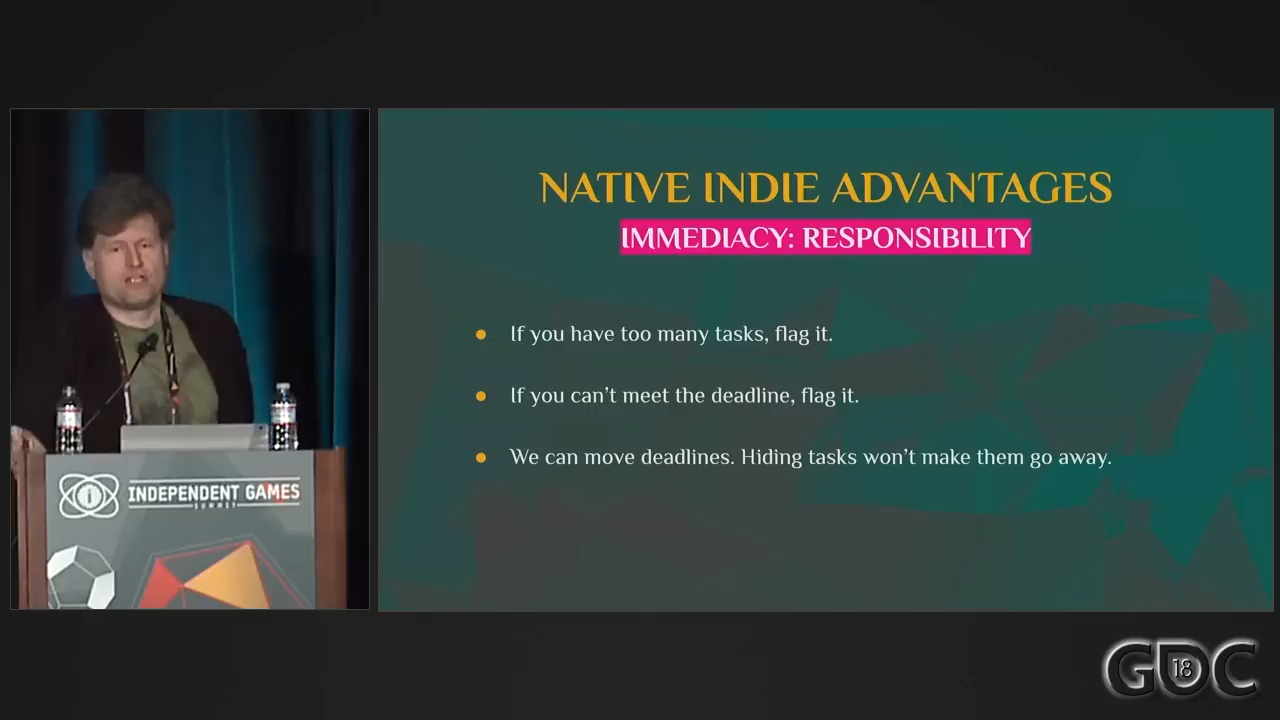 NATIVE INDIE ADVANTAGES
IMMEDIACY: RESPONSIBILITY
● If you have too many tasks, flag it.
● If you can’t meet the deadline, flag it.
● We can move deadlines. Hiding tasks won’t make them go away.
INDEPENDENT GAMES
SUMMIT
GDC
18